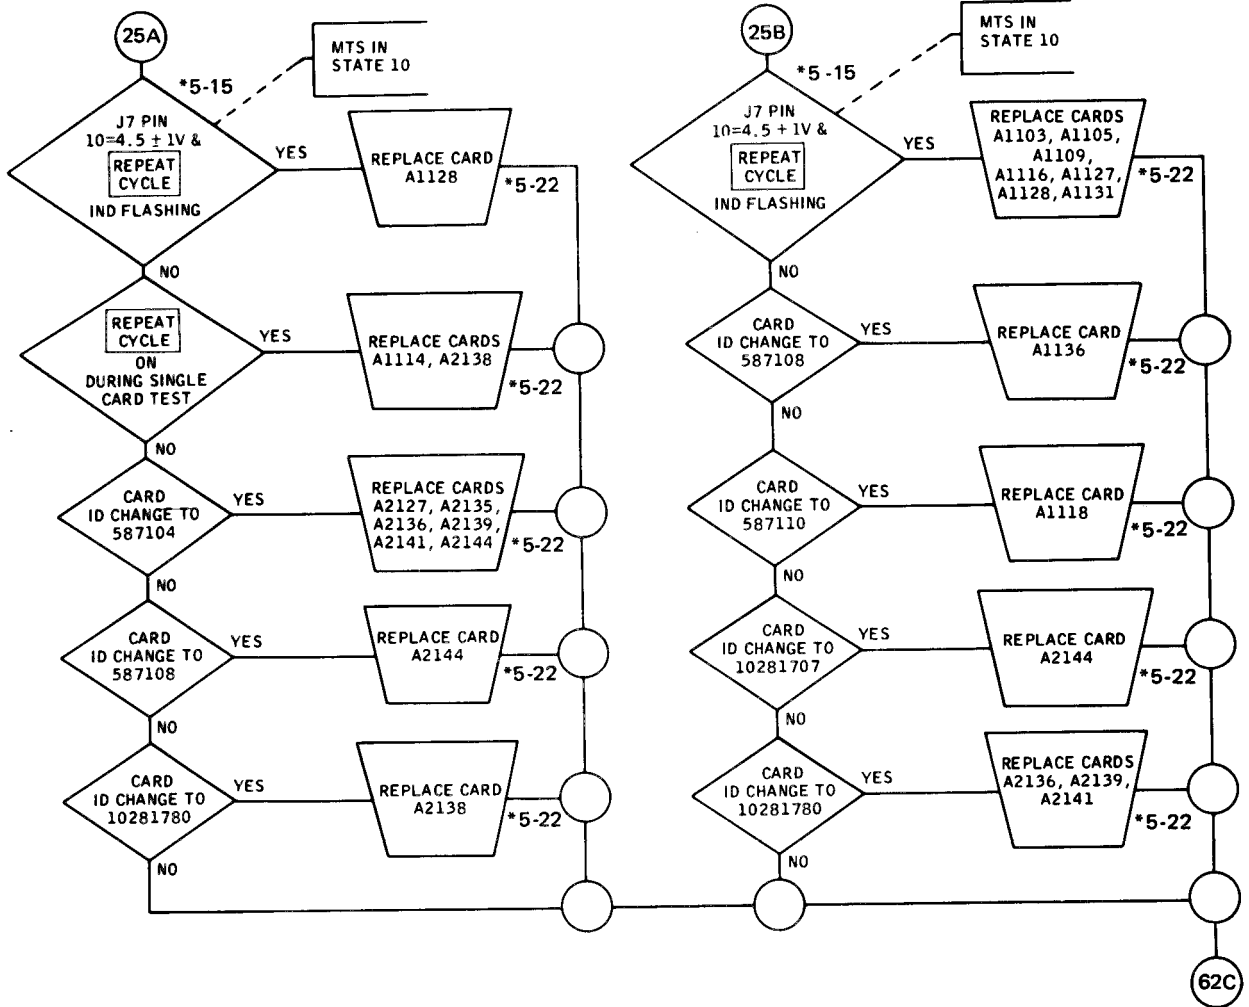 25A
MTS IN
STATE 10
*5-15
J7 PIN
10=4.5 ± 1V &
REPEAT
CYCLE
IND FLASHING
YES
REPLACE CARD
A1128
*5-22
NO
REPEAT
CYCLE
ON
DURING SINGLE
CARD TEST
YES
REPLACE CARDS
A1114, A2138
*5-22
NO
CARD
ID CHANGE TO
587104
YES
REPLACE CARDS
A2127, A2135,
A2136, A2139,
A2141, A2144
*5-22
NO
CARD
ID CHANGE TO
587108
YES
REPLACE CARD
A2144
*5-22
NO
CARD
ID CHANGE TO
10281780
YES
REPLACE CARD
A2138
*5-22
NO
25B
MTS IN
STATE 10
*5-15
J7 PIN
10=4.5 + 1V &
REPEAT
CYCLE
IND FLASHING
YES
REPLACE CARDS
A1103, A1105,
A1109,
A1116, A1127,
A1128, A1131
*5-22
NO
CARD
ID CHANGE TO
587108
YES
REPLACE CARD
A1136
*5-22
NO
CARD
ID CHANGE TO
587110
YES
REPLACE CARD
A1118
*5-22
NO
CARD
ID CHANGE TO
10281707
YES
REPLACE CARD
A2144
*5-22
NO
CARD
ID CHANGE TO
10281780
YES
REPLACE CARDS
A2136, A2139,
A2141
*5-22
NO
62C